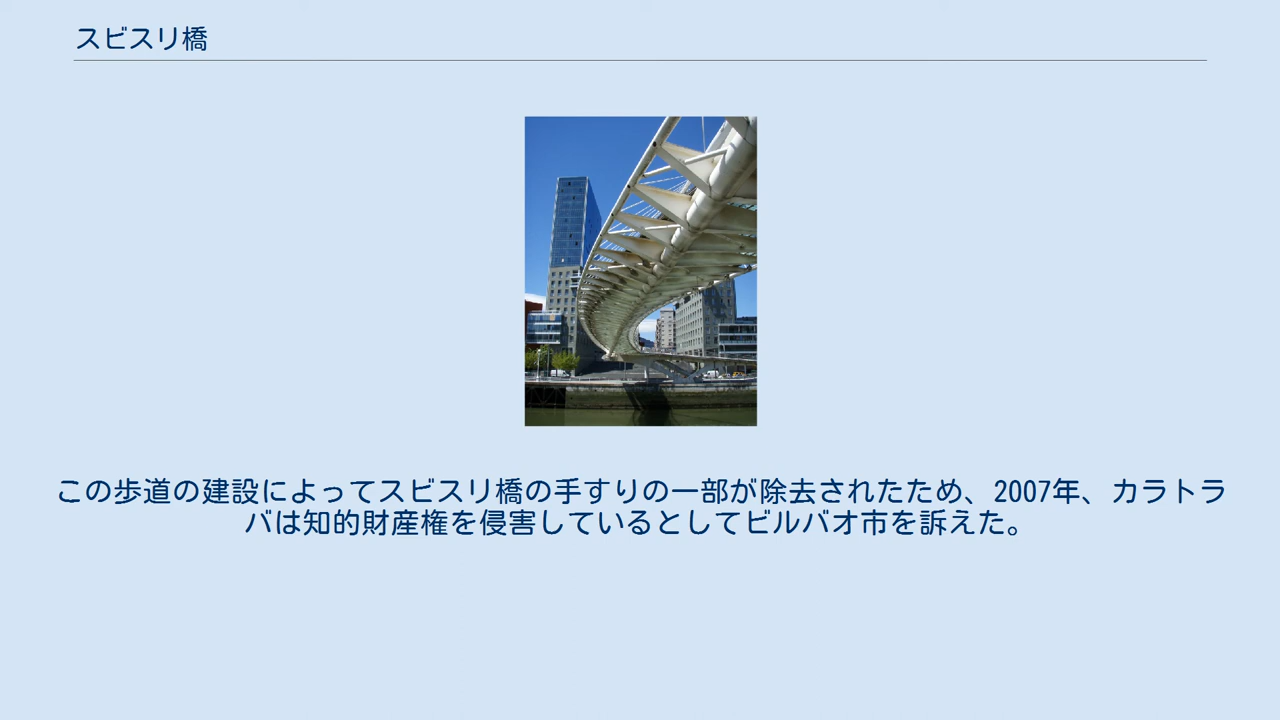 スビスリ橋
この歩道の建設によってスビスリ橋の手すりの一部が除去されたため、2007年、カラトラ
バは知的財産権を侵害しているとしてビルバオ市を訴えた。